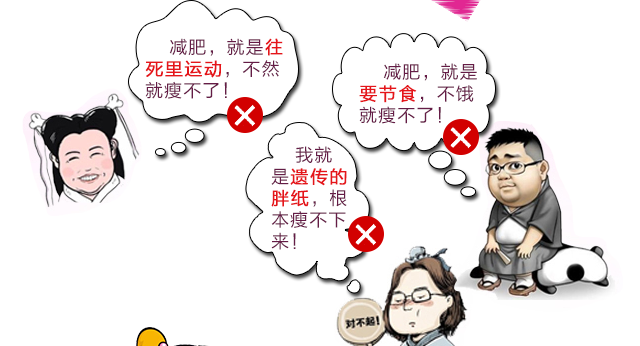 减肥，就是往
死里运动，不然
就瘦不了！
减肥，就是
要节食，不饿
就瘦不了！
我就
是遗传的
胖纸，根
本瘦不下
来！
对不起！